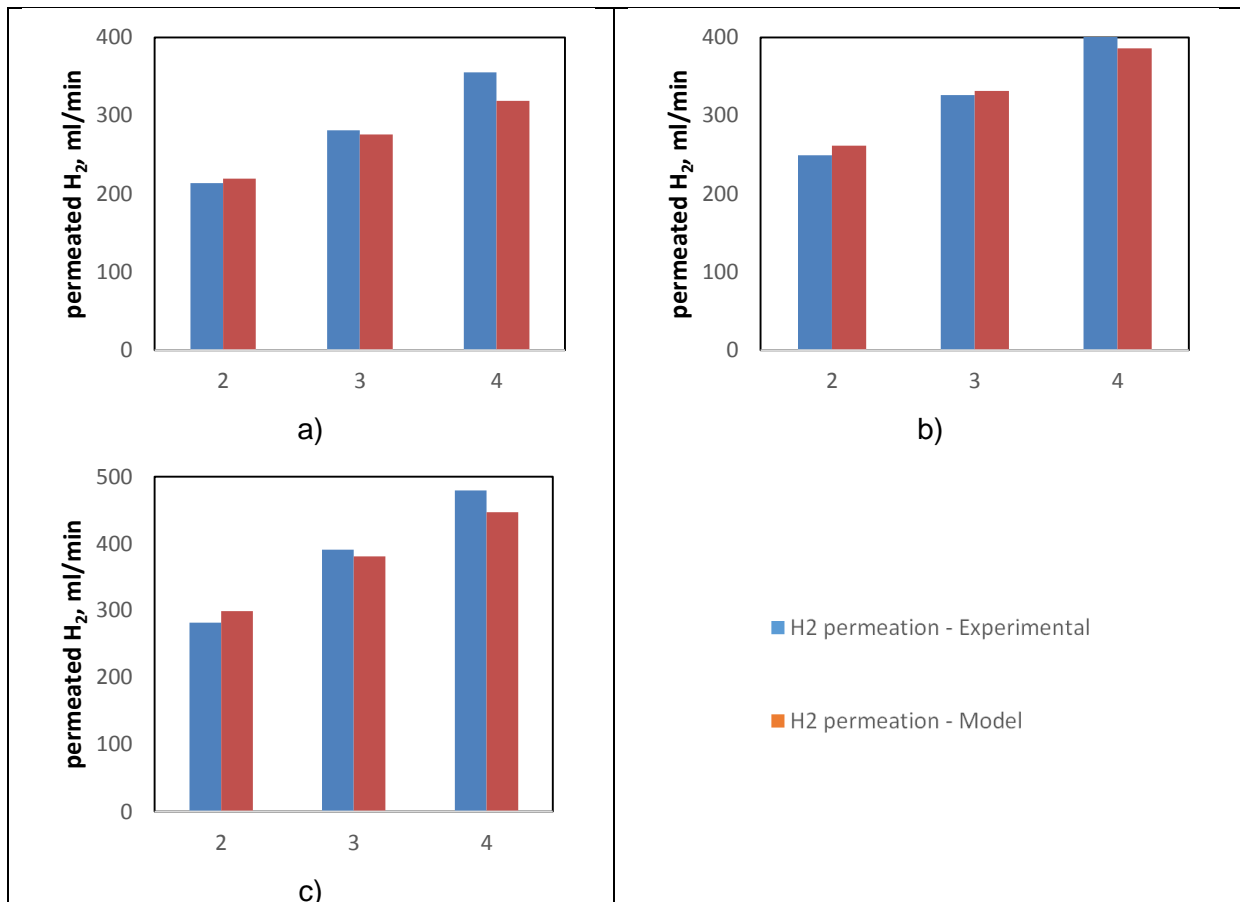 permeated H₂, ml/min
400
300
200
100
0
2 3 4
a)
permeated H₂, ml/min
400
300
200
100
0
2 3 4
b)
permeated H₂, ml/min
500
400
300
200
100
0
2 3 4
c)
H2 permeation - Experimental
H2 permeation - Model